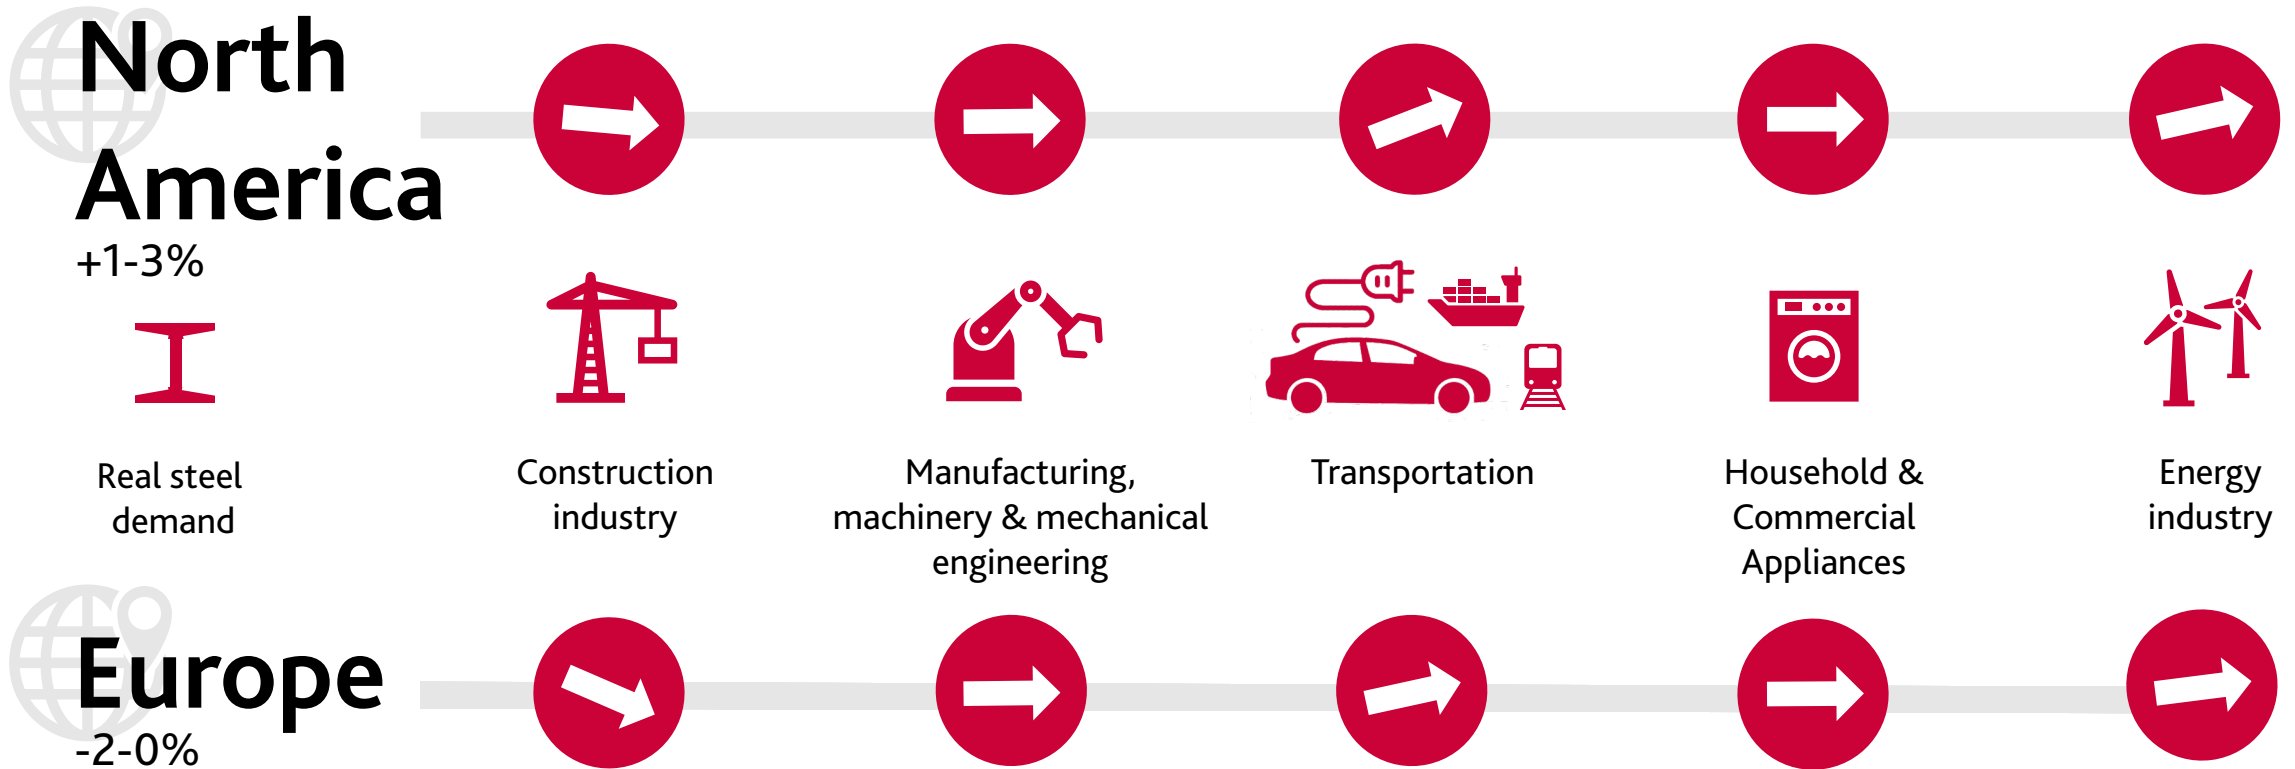 North
America
+1-3%
Real steel
demand
Construction
industry
Manufacturing,
machinery & mechanical
engineering
Transportation
Household &
Commercial
Appliances
Energy
industry
Europe
-2-0%